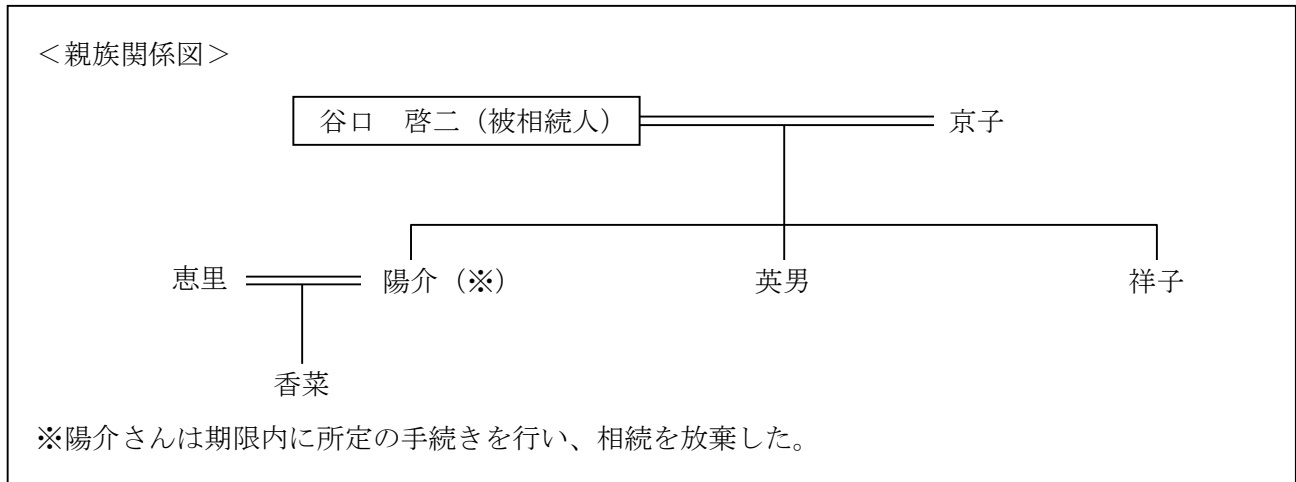 <親族関係図>
谷口 啓二(被相続人)
京子
恵里
陽介(※)
英男
祥子
香菜
※陽介さんは期限内に所定の手続きを行い、相続を放棄した。